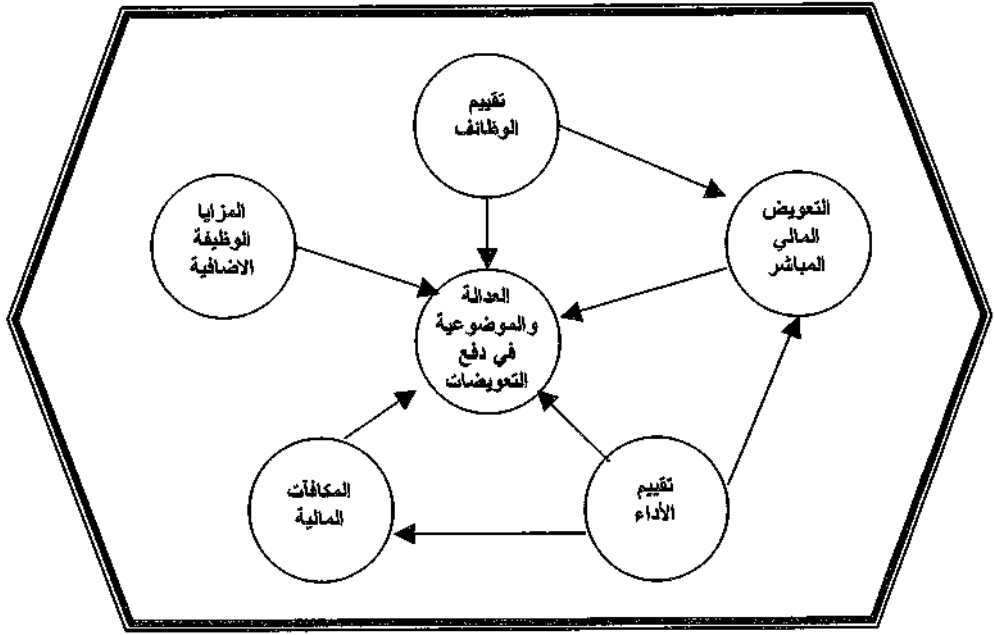 تقييم
الوظائف
التعويض
المالي
المباشر
المزايا
الوظيفة
الاضافية
العدالة
والموضوعية
في دفع
التعويضات
تقييم
الأداء
المكافآت
المالية